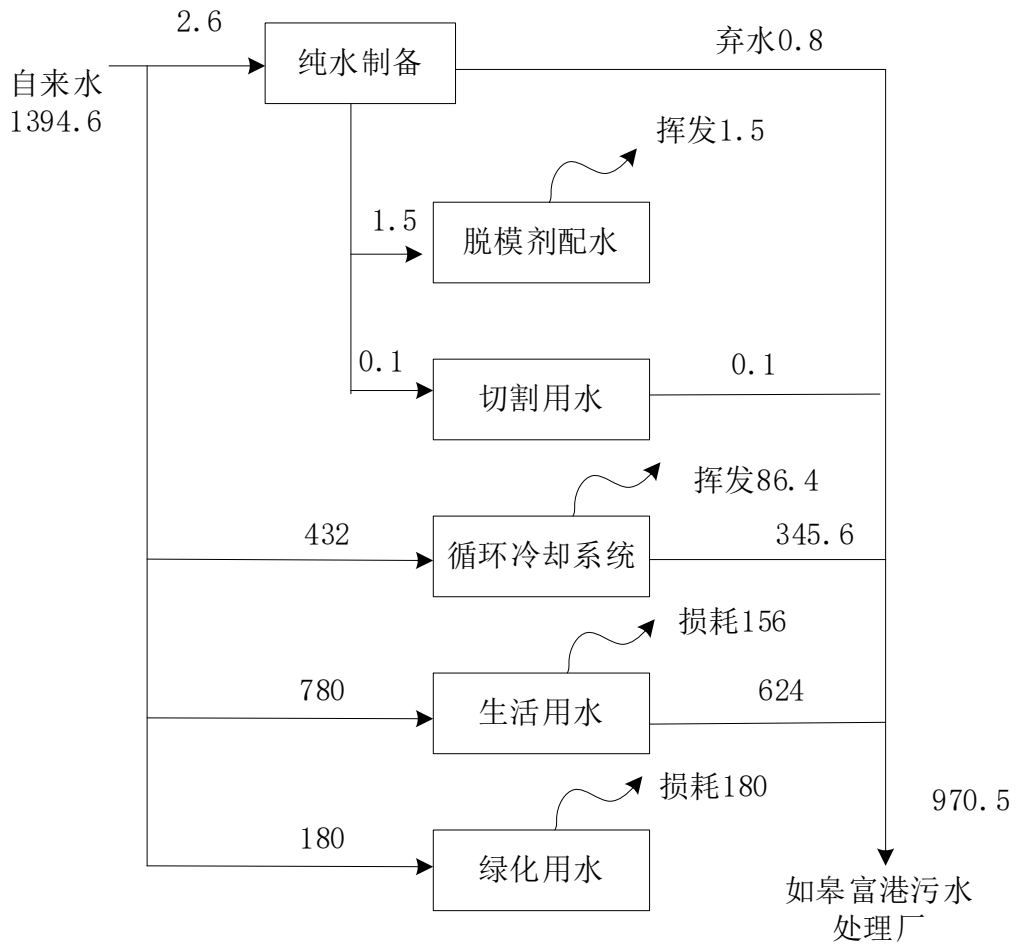 2.6
纯水制备
弃水0.8
自来水
1394.6
挥发1.5
1.5
脱模剂配水
0.1
切割用水
0.1
挥发86.4
432
循环冷却系统
345.6
损耗156
780
生活用水
624
损耗180
180
绿化用水
970.5
如皋富港污水
处理厂